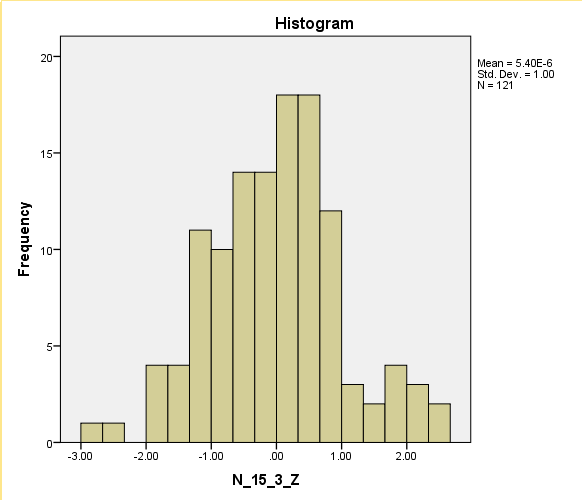 Histogram
Mean = 5.40E-6
Std. Dev. = 1.00
N = 121
20
15
10
5
0
Frequency
-3.00 -2.00 -1.00 .00 1.00 2.00
N_15_3_Z